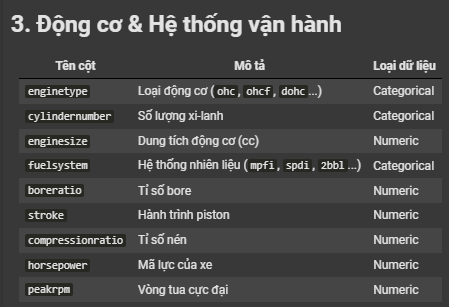 3. Động cơ & Hệ thống vận hành
Tên cột Mô tả Loại dữ liệu
enginetype Loại động cơ ( ohc , ohcf , dohc ...) Categorical
cylindernumber Số lượng xi-lanh Categorical
enginesize Dung tích động cơ (cc) Numeric
fuelsystem Hệ thống nhiên liệu ( mpfi , spdi , 2bbl ...) Categorical
boreratio Tỉ số bore Numeric
stroke Hành trình piston Numeric
compressionratio Tỉ số nén Numeric
horsepower Mã lực của xe Numeric
peakrpm Vòng tua cực đại Numeric